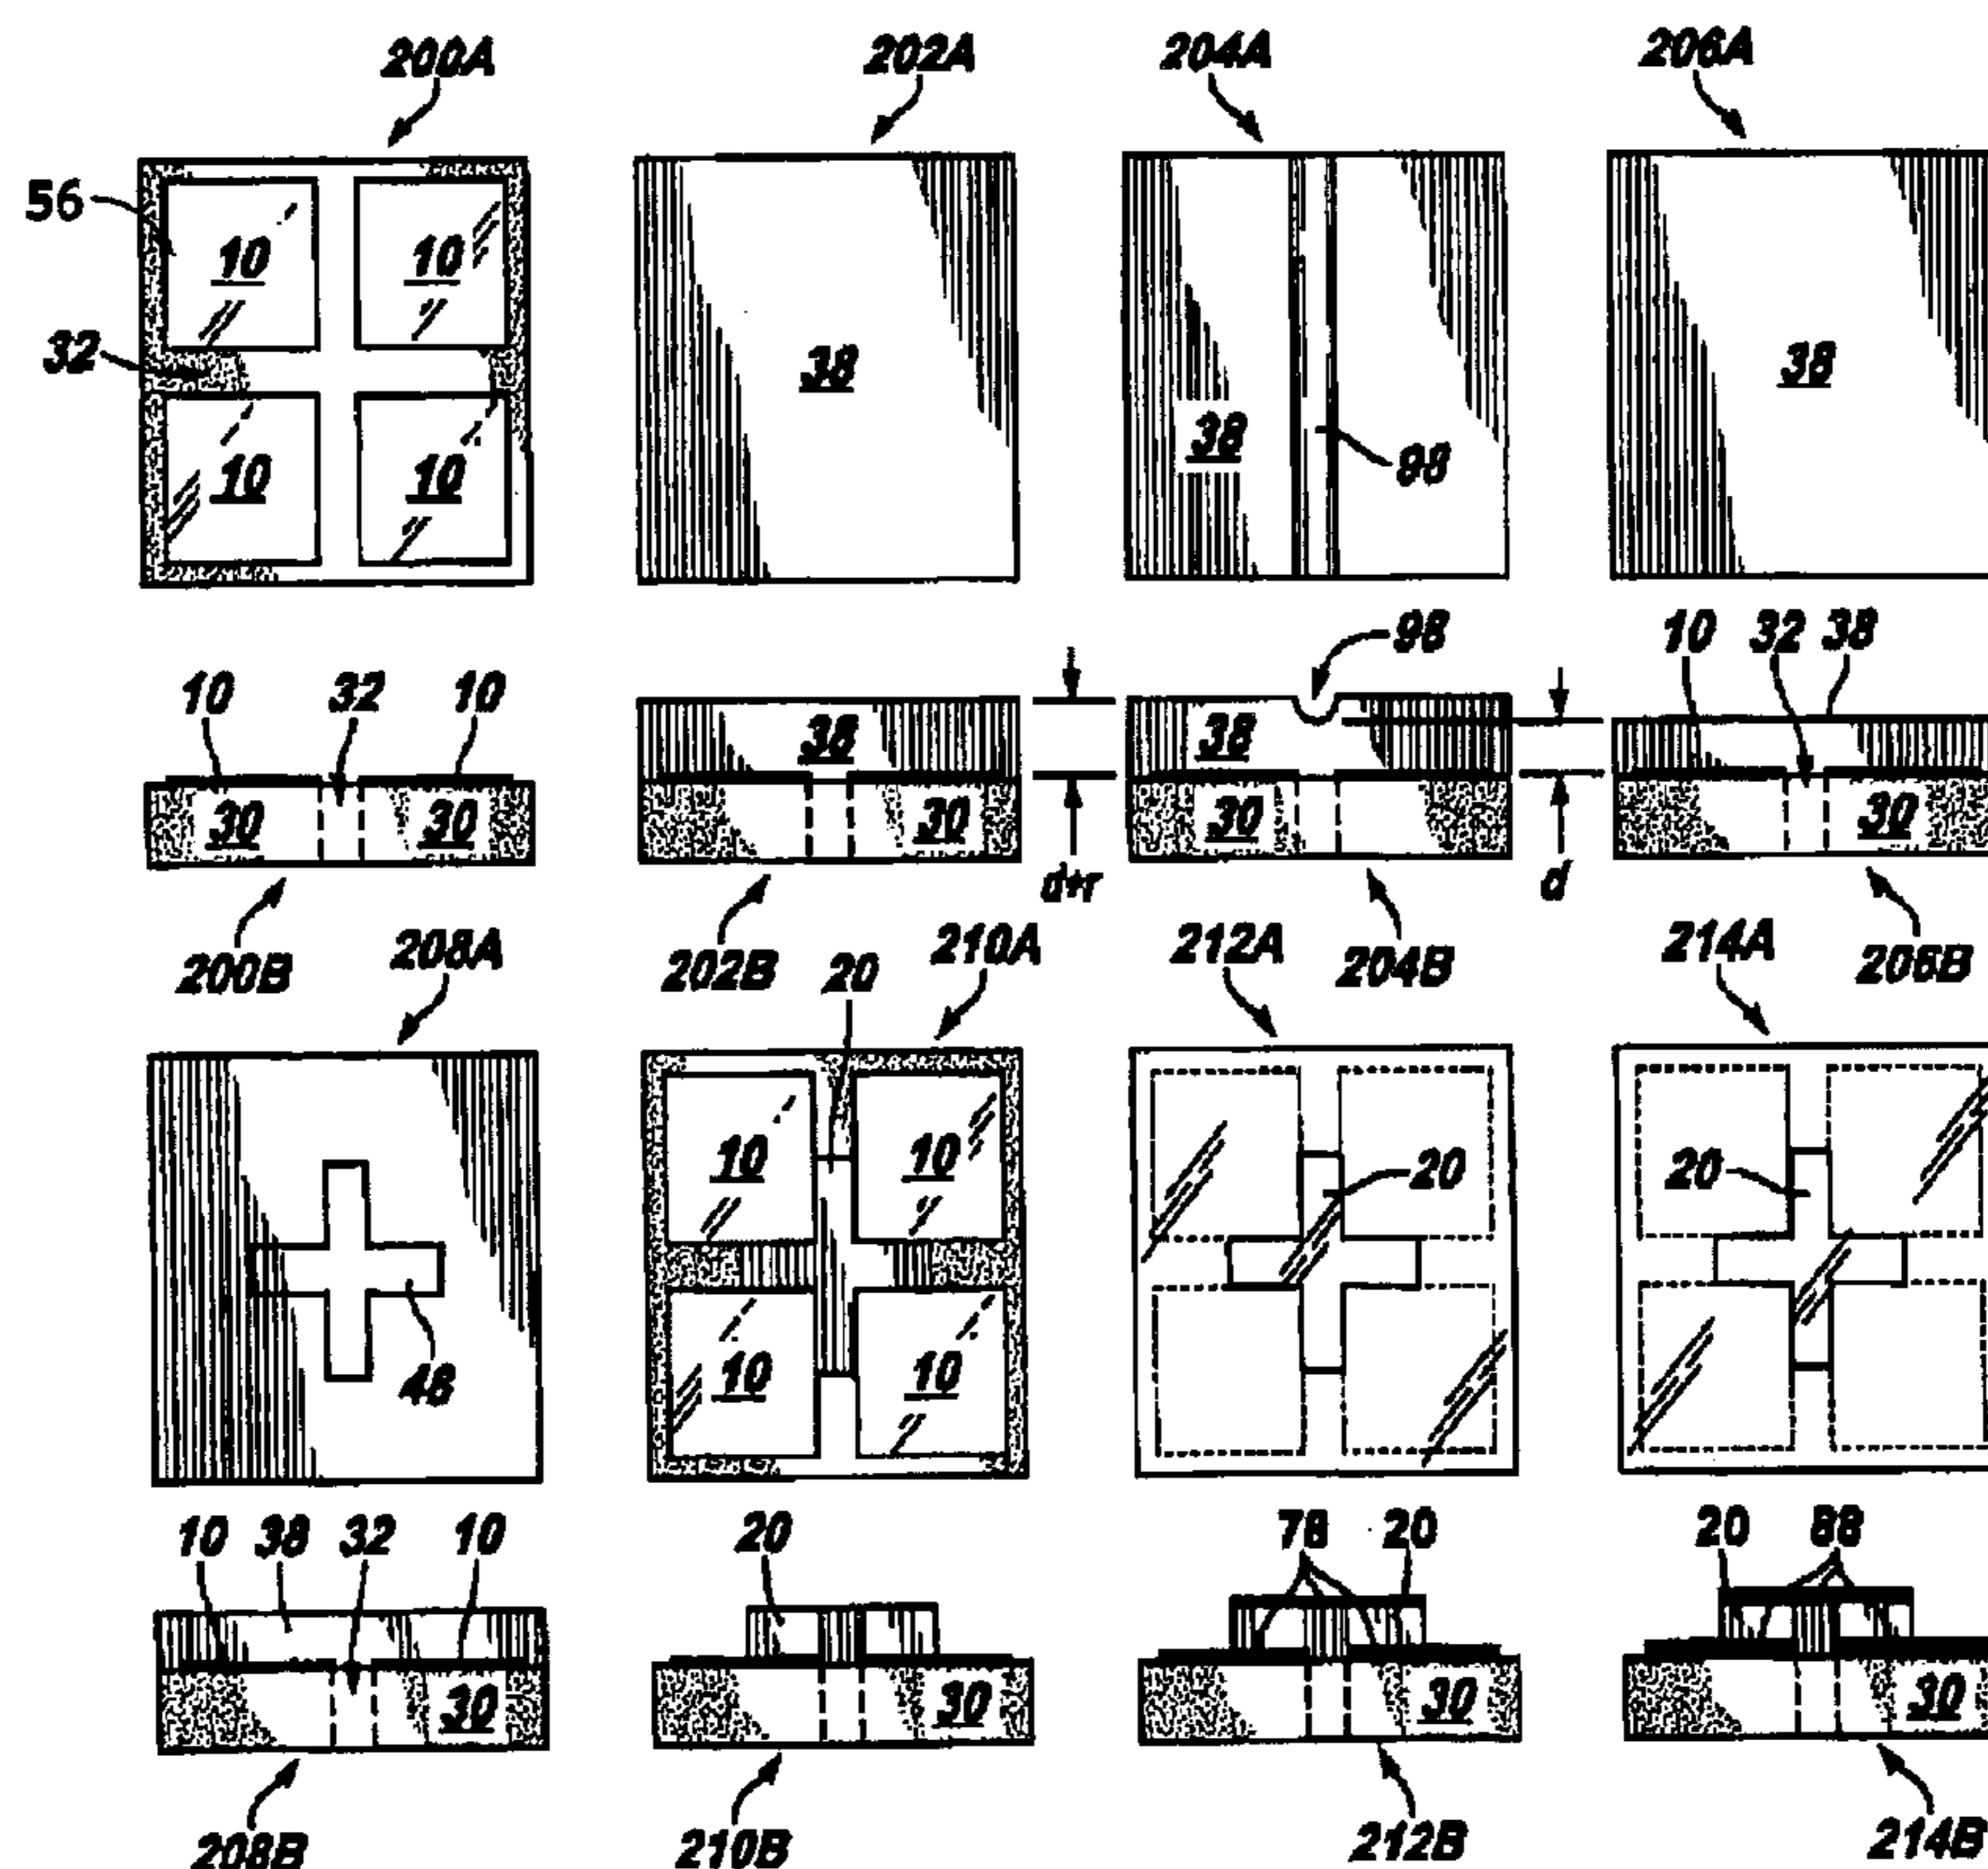 200A 202A 204A 206A
56 10 10
32 38 38
10 10 38 98
98 10 32 38
10 32 10
38 38
30 30 30 30 30
d+r d
208A 210A 212A 214A
200B 202B 20 204B 206B
10 10 20 20
10 10 48
10 38 32 10 20 78 20 20 88
30 30 30 30
208B 210B 212B 214B